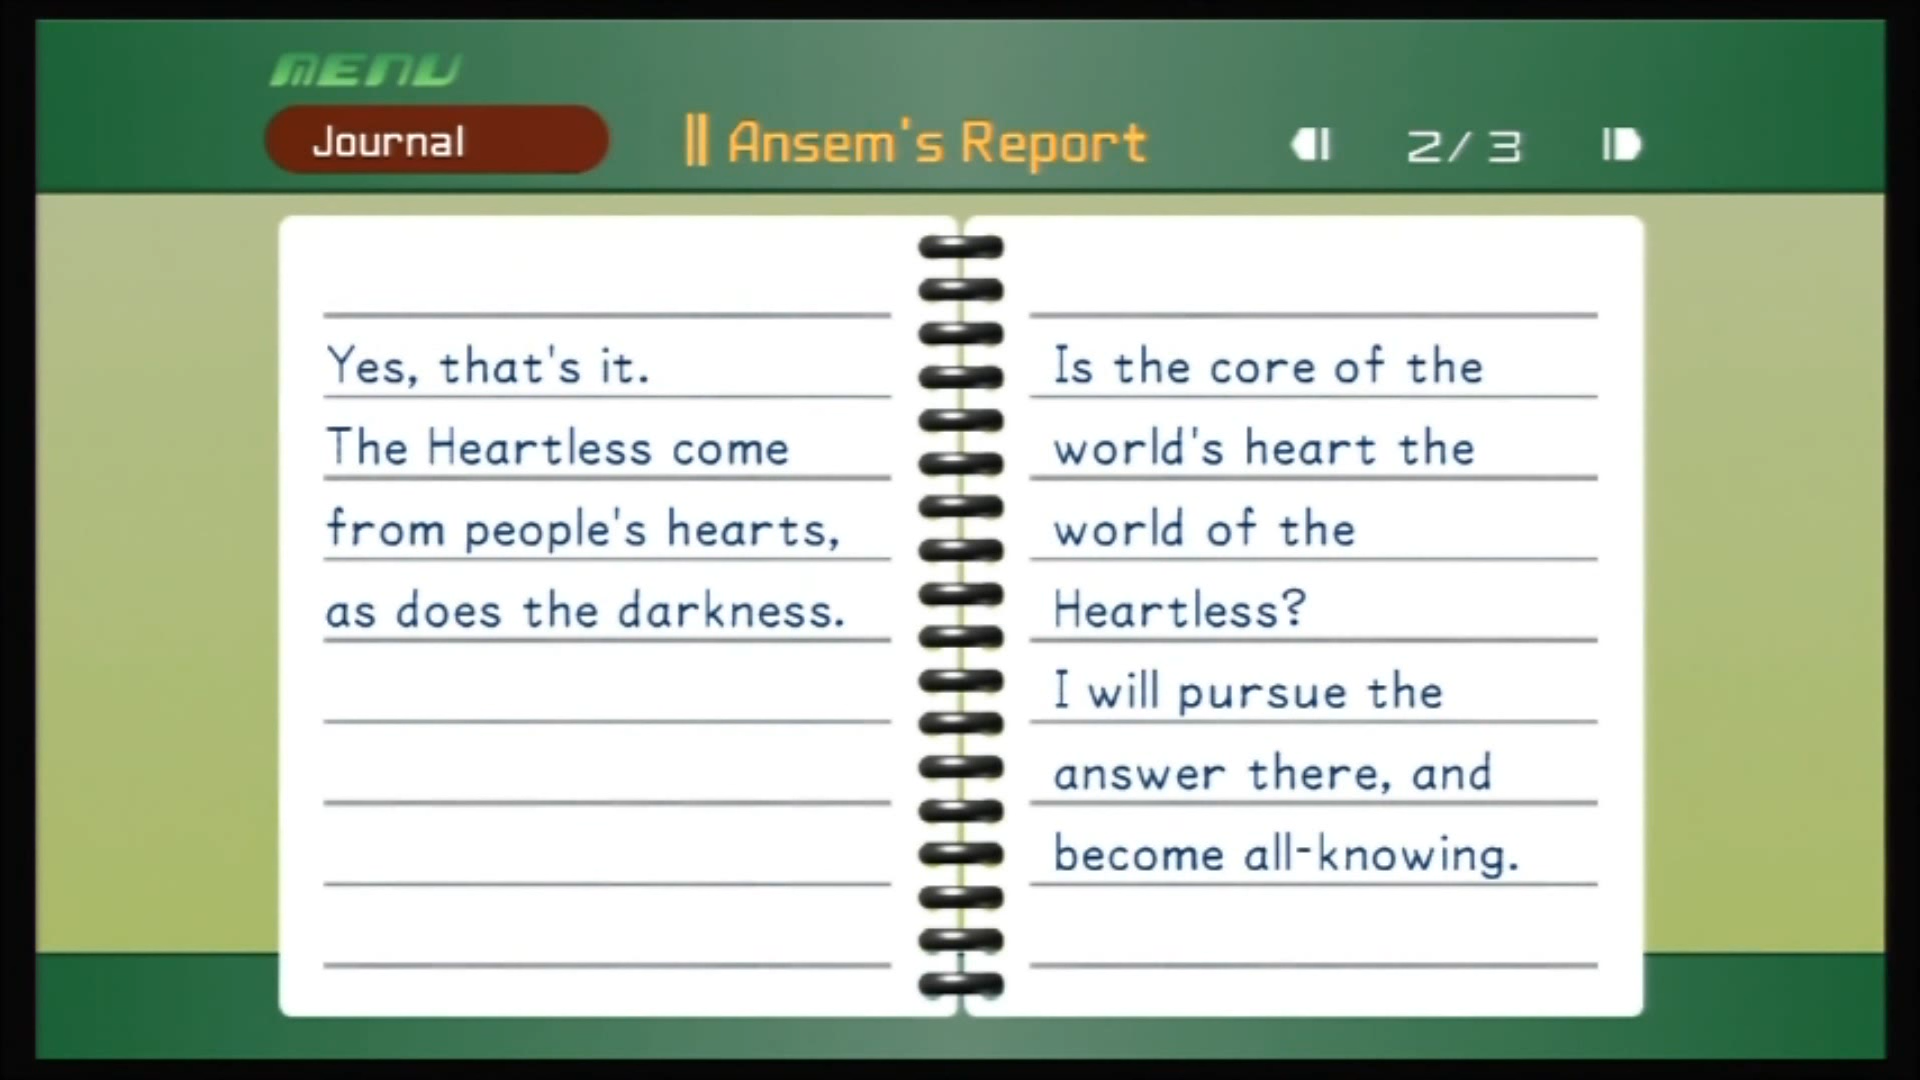 MENU
Journal
Ansem's Report
2/3
Yes, that's it.
The Heartless come
from people's hearts,
as does the darkness.
Is the core of the
world's heart the
world of the
Heartless?
I will pursue the
answer there, and
become all-knowing.